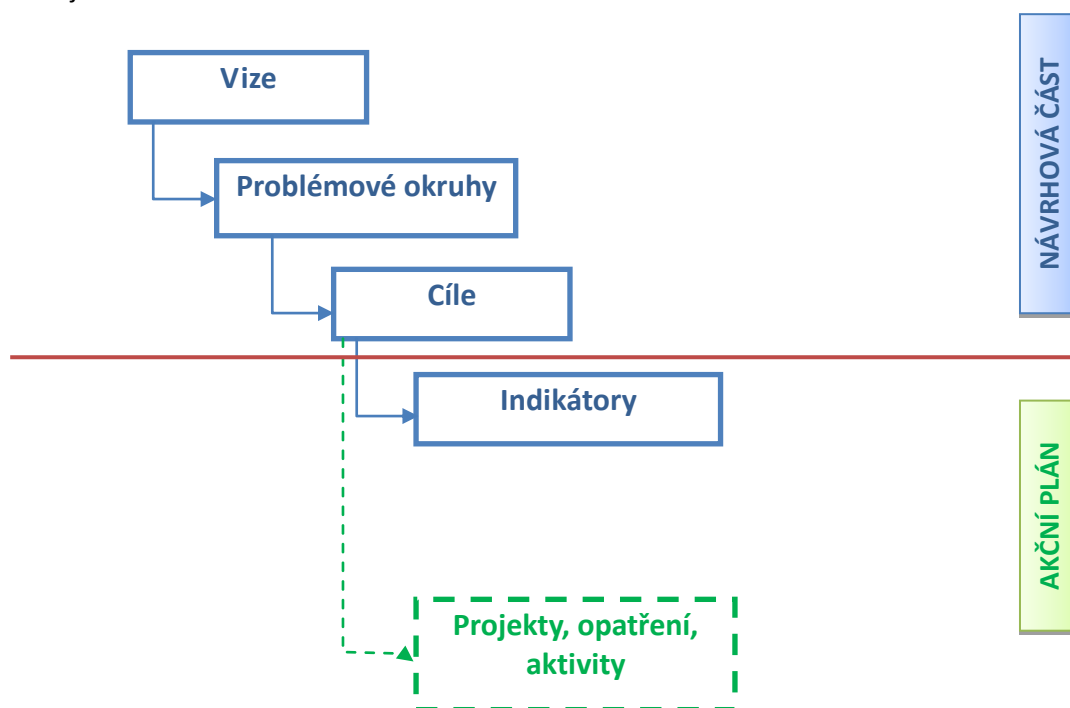 Vize
NÁVRHOVÁ ČÁST
Problémové okruhy
Cíle
Indikátory
AKČNÍ PLÁN
Projekty, opatření,
aktivity